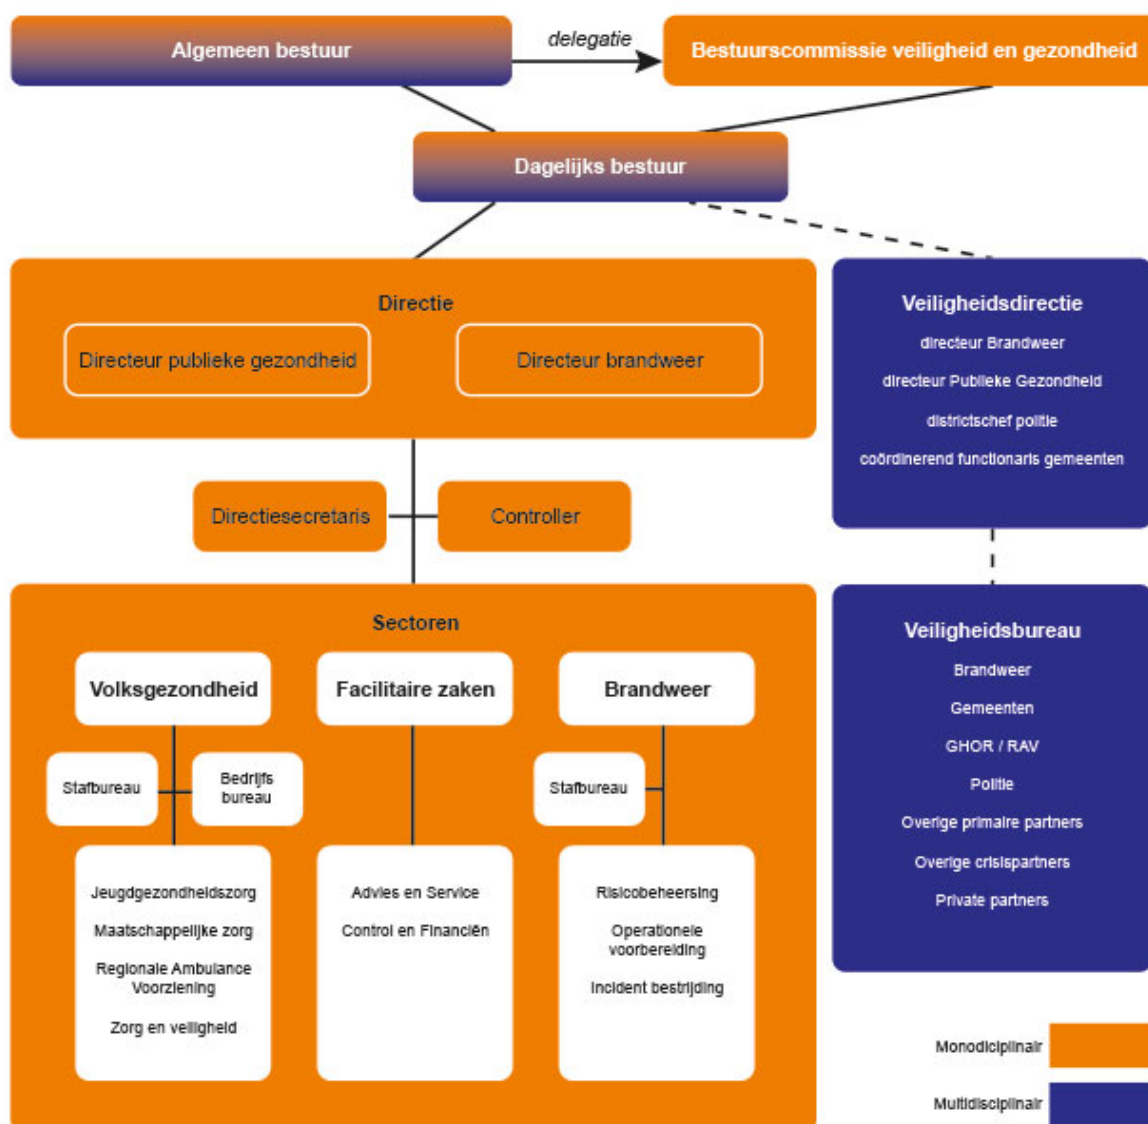 Algemeen bestuur
delegatie
Bestuurscommissie veiligheid en gezondheid
Dagelijks bestuur
Directie
Directeur publieke gezondheid
Directeur brandweer
Veiligheidsdirectie
directeur Brandweer
directeur Publieke Gezondheid
districtschef politie
coördinerend functionaris gemeenten
Directiesecretaris
Controller
Sectoren
Volksgezondheid
Stafbureau
Bedrijfs
bureau
Jeugdgezondheidszorg
Maatschappelijke zorg
Regionale Ambulance
Voorziening
Zorg en veiligheid
Facilitaire zaken
Advies en Service
Control en Financiën
Brandweer
Stafbureau
Risicobeheersing
Operationele
voorbereiding
Incident bestrijding
Veiligheidsbureau
Brandweer
Gemeenten
GHOR / RAV
Politie
Overige primaire partners
Overige crisispartners
Private partners
Monodiciplinair
Multidisciplinair